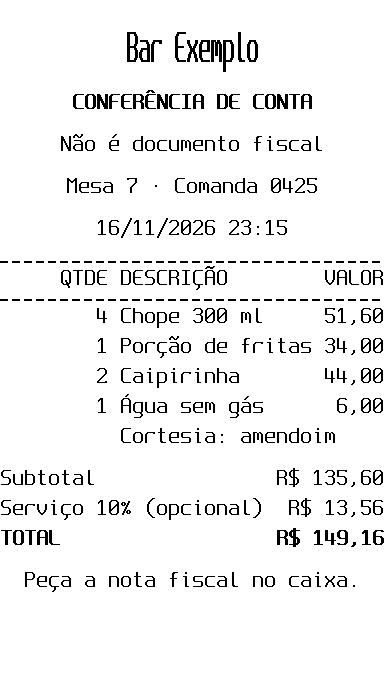 Bar Exemplo
CONFERÊNCIA DE CONTA
Não é documento fiscal
Mesa 7 · Comanda 0425
16/11/2026 23:15
QTDE DESCRIÇÃO VALOR
4 Chope 300 ml 51,60
1 Porção de fritas 34,00
2 Caipirinha 44,00
1 Água sem gás 6,00
Cortesia: amendoim
Subtotal R$ 135,60
Serviço 10% (opcional) R$ 13,56
TOTAL R$ 149,16
Peça a nota fiscal no caixa.